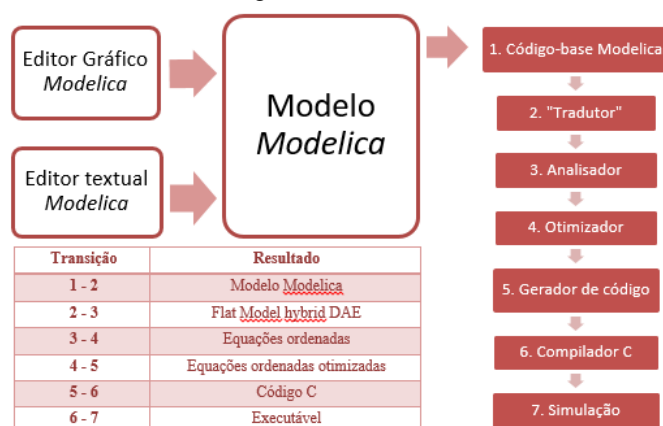 Editor Gráfico
Modelica
Editor textual
Modelica
Modelo
Modelica
1. Código-base Modelica
2. "Tradutor"
3. Analisador
4. Otimizador
5. Gerador de código
6. Compilador C
7. Simulação
Transição Resultado
1 - 2 Modelo Modelica
2 - 3 Flat Model hybrid DAE
3 - 4 Equações ordenadas
4 - 5 Equações ordenadas otimizadas
5 - 6 Código C
6 - 7 Executável